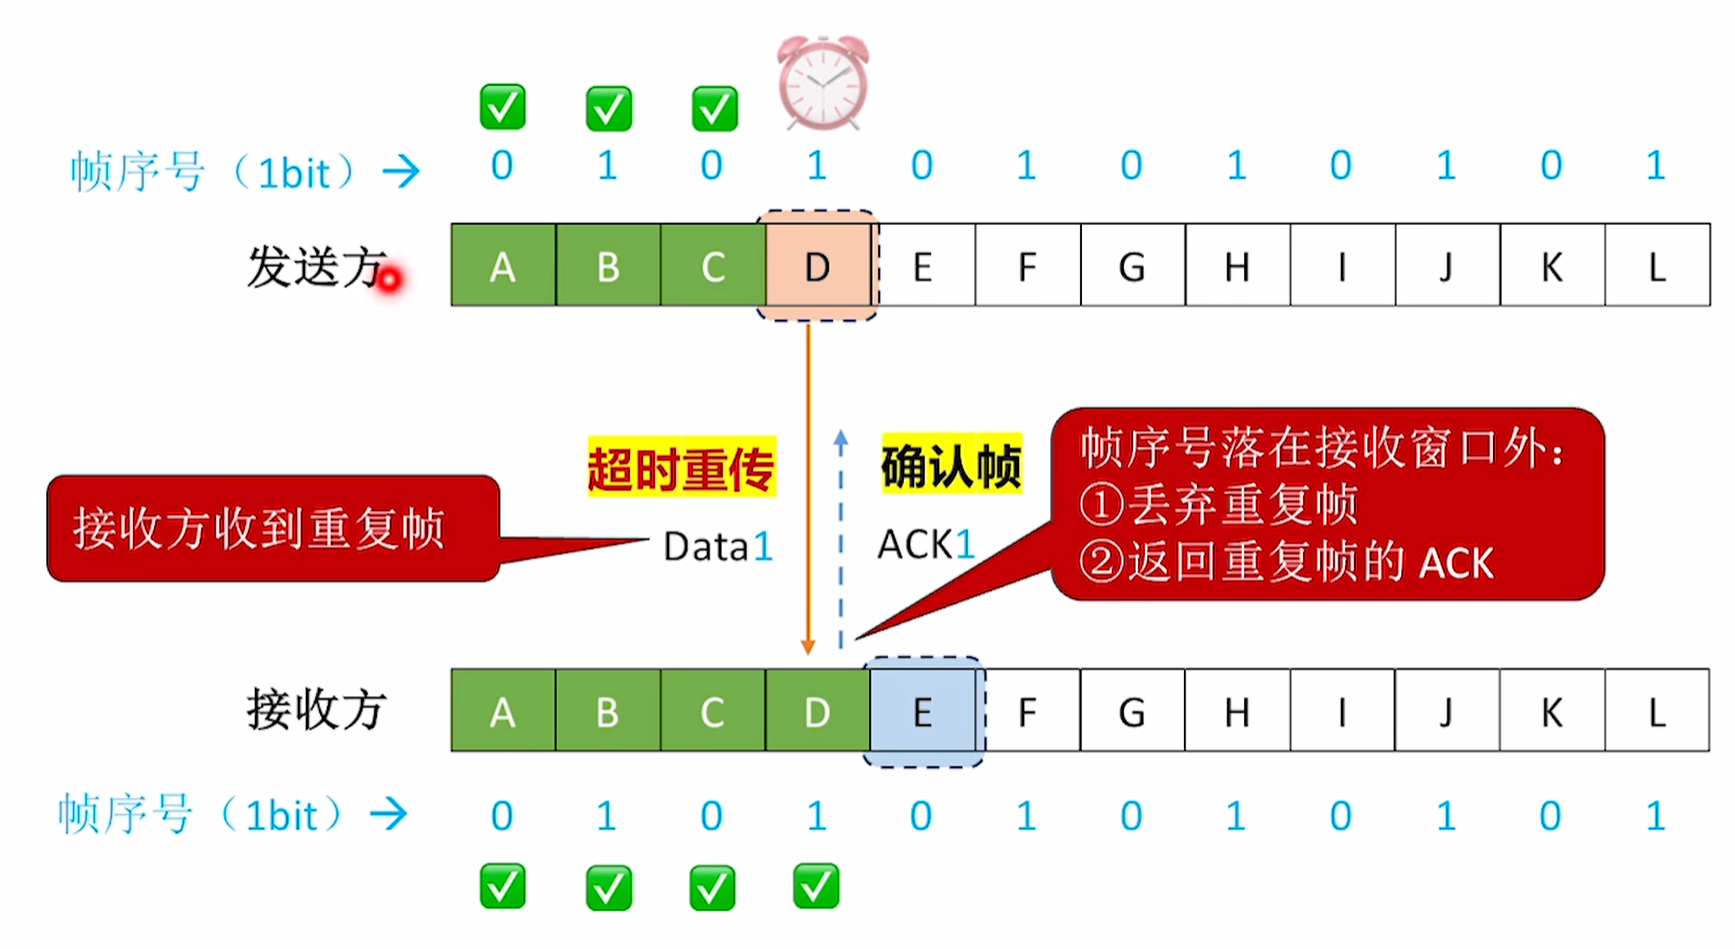 帧序号（1bit）→ 0 1 0 1 0 1 0 1 0 1 0 1
发送方 A B C D E F G H I J K L
超时重传
确认帧
Data1
ACK1
接收方收到重复帧
帧序号落在接收窗口外：
①丢弃重复帧
②返回重复帧的 ACK
接收方 A B C D E F G H I J K L
帧序号（1bit）→ 0 1 0 1 0 1 0 1 0 1 0 1